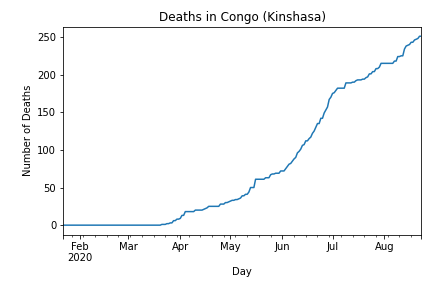 Deaths in Congo (Kinshasa)
Number of Deaths
250
200
150
100
50
0
Feb Mar Apr May Jun Jul Aug
2020
Day